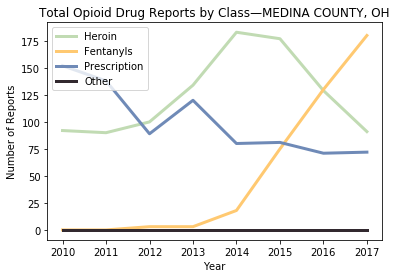 Total Opioid Drug Reports by Class—MEDINA COUNTY, OH
Heroin
Fentanyls
Prescription
Other
Number of Reports
175
150
125
100
75
50
25
0
2010 2011 2012 2013 2014 2015 2016 2017
Year